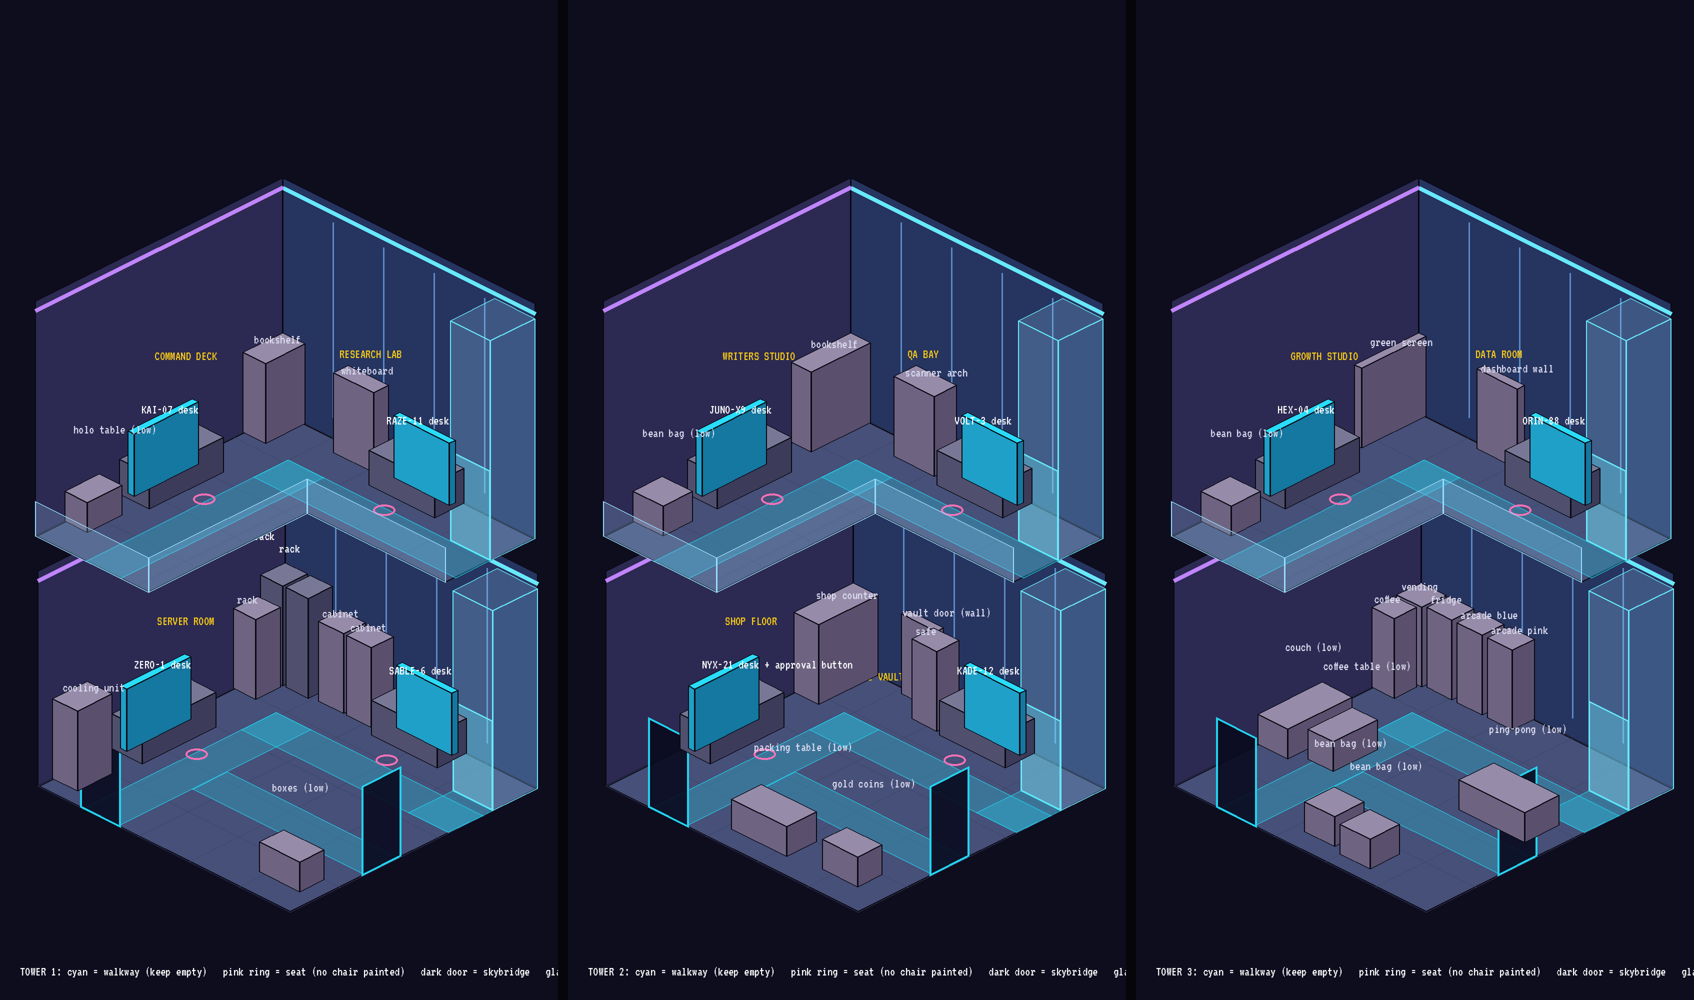 bookshelf
COMMAND DECK
RESEARCH LAB
whiteboard
KAI-07 desk
RAZE-11 desk
holo table (low)
rack
rack
cabinet
SERVER ROOM
cabinet
ZERO-1 desk
SABLE-6 desk
cooling unit
boxes (low)
TOWER 1: cyan = walkway (keep empty) pink ring = seat (no chair painted) dark door = skybridge gla
bookshelf
WRITERS STUDIO
QA BAY
scanner arch
JUNO-X9 desk
VOLT-3 desk
bean bag (low)
shop counter
vault door (wall)
SHOP FLOOR
safe
NYX-21 desk + approval button
KADE-12 desk
VAULT
packing table (low)
gold coins (low)
TOWER 2: cyan = walkway (keep empty) pink ring = seat (no chair painted) dark door = skybridge gla
green screen
GROWTH STUDIO
DATA ROOM
dashboard wall
HEX-04 desk
ORIN-88 desk
bean bag (low)
vending
coffee
fridge
arcade blue
arcade pink
couch (low)
coffee table (low)
ping-pong (low)
bean bag (low)
bean bag (low)
TOWER 3: cyan = walkway (keep empty) pink ring = seat (no chair painted) dark door = skybridge gla